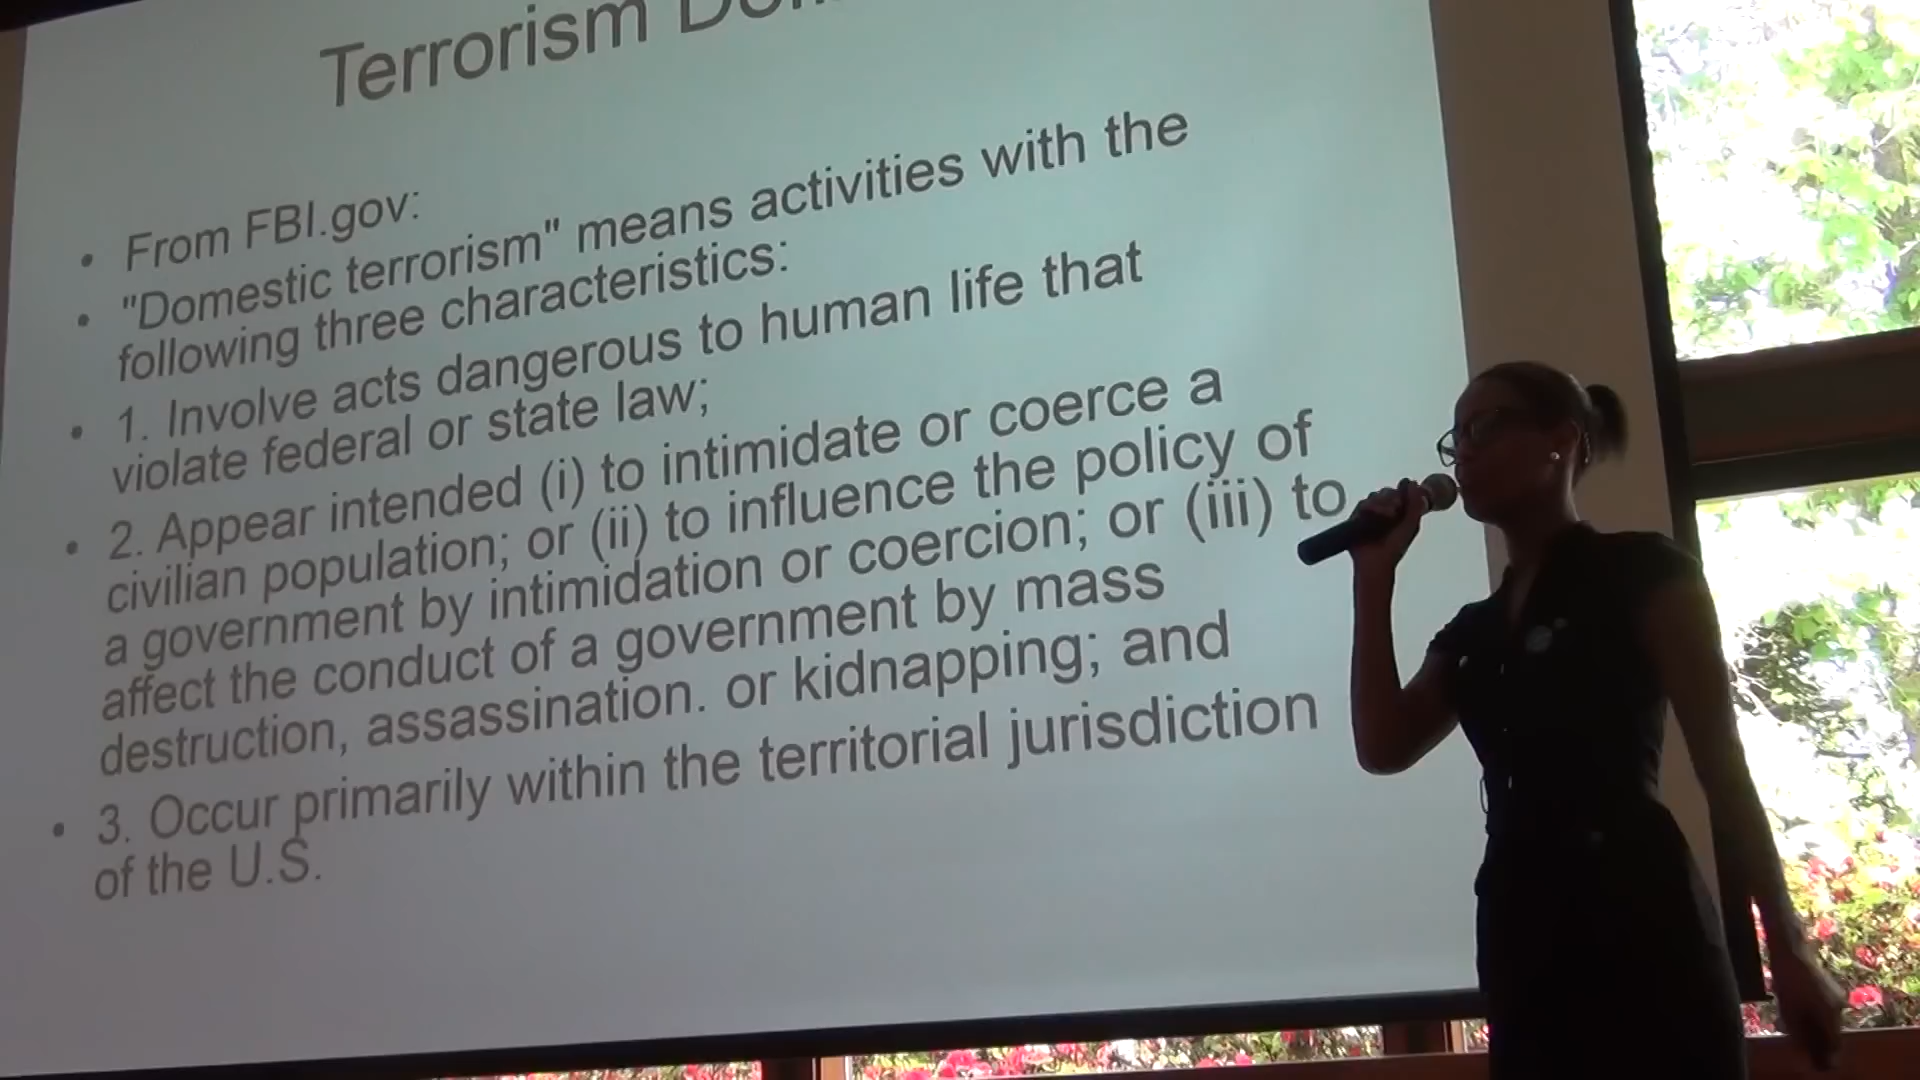 Terrorism
• From FBI.gov:
• "Domestic terrorism" means activities with the
following three characteristics:
• 1. Involve acts dangerous to human life that
violate federal or state law;
• 2. Appear intended (i) to intimidate or coerce a
civilian population; or (ii) to influence the policy of
a government by intimidation or coercion; or (iii) to
affect the conduct of a government by mass
destruction, assassination. or kidnapping; and
• 3. Occur primarily within the territorial jurisdiction
of the U.S.